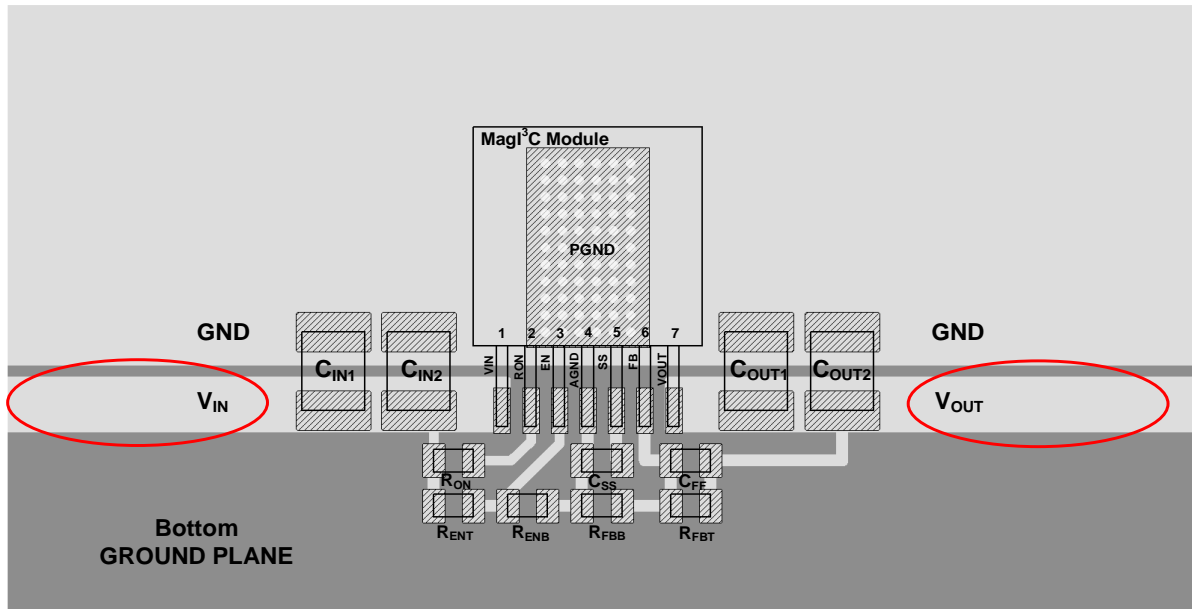 MagI³C Module
PGND
1 2 3 4 5 6 7
VIN
RON
EN
AGND
SS
FB
VOUT
GND
GND
CIN1
CIN2
COUT1
COUT2
VIN
VOUT
RON
CSS
CFF
RENT
RENB
RFBB
RFBT
Bottom
GROUND PLANE